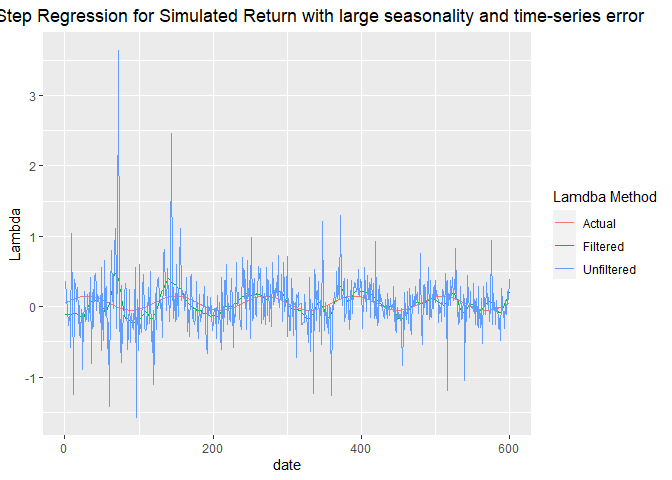 Step Regression for Simulated Return with large seasonality and time-series error
3
2
1
0
-1
Lambda
0
200
400
600
date
Lamdba Method
Actual
Filtered
Unfiltered